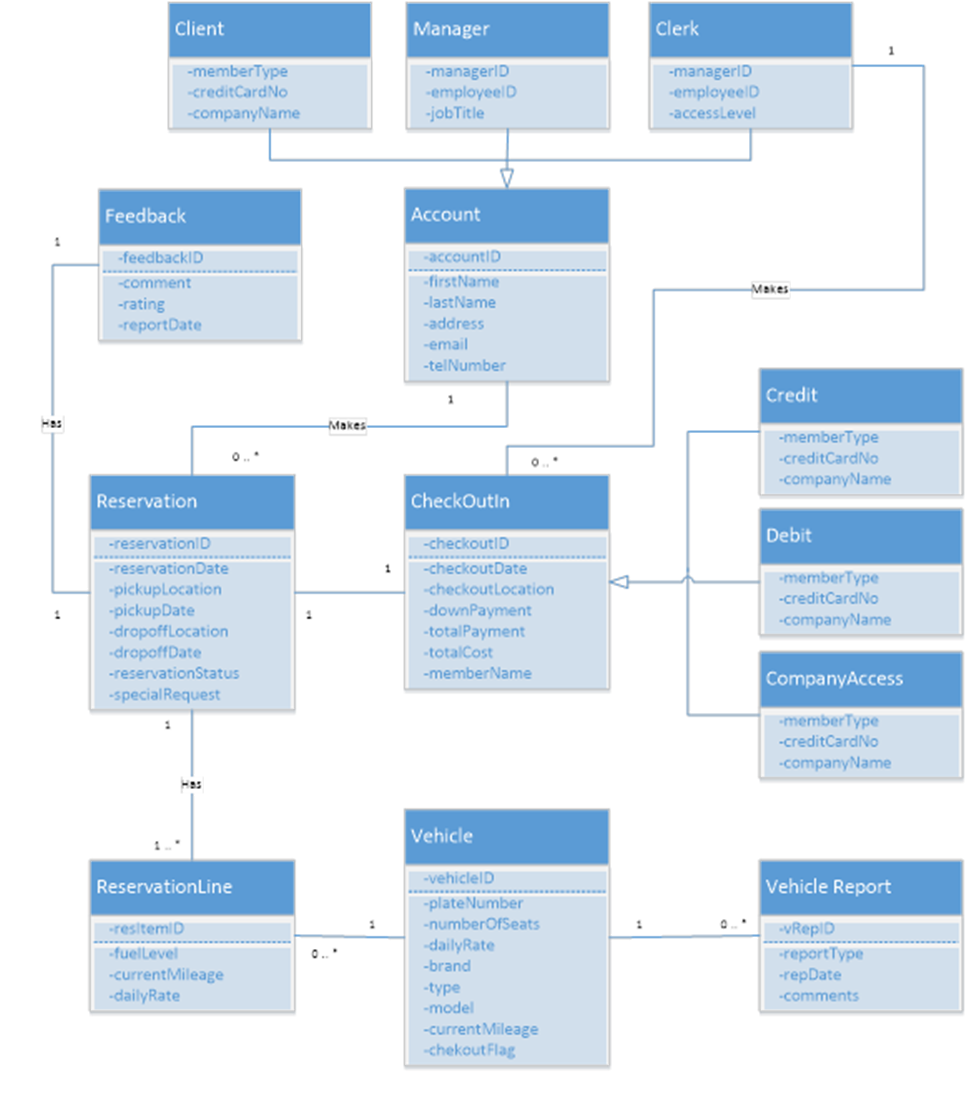 Client
-memberType
-creditCardNo
-companyName
Manager
-managerID
-employeeID
-jobTitle
Clerk
-managerID
-employeeID
-accessLevel
1
Feedback
-feedbackID
-comment
-rating
-reportDate
1
Account
-accountID
-firstName
-lastName
-address
-email
-telNumber
Makes
Has
1
Makes
0 .. *
0 .. *
Credit
-memberType
-creditCardNo
-companyName
Reservation
-reservationID
-reservationDate
-pickupLocation
-pickupDate
-dropoffLocation
-dropoffDate
-reservationStatus
-specialRequest
1
1
1
CheckOutIn
-checkoutID
-checkoutDate
-checkoutLocation
-downPayment
-totalPayment
-totalCost
-memberName
Debit
-memberType
-creditCardNo
-companyName
CompanyAccess
-memberType
-creditCardNo
-companyName
1
Has
1 .. *
ReservationLine
-resItemID
-fuelLevel
-currentMileage
-dailyRate
1
0 .. *
Vehicle
-vehicleID
-plateNumber
-numberOfSeats
-dailyRate
-brand
-type
-model
-currentMileage
-chekoutFlag
1
0 .. *
Vehicle Report
-vRepID
-reportType
-repDate
-comments